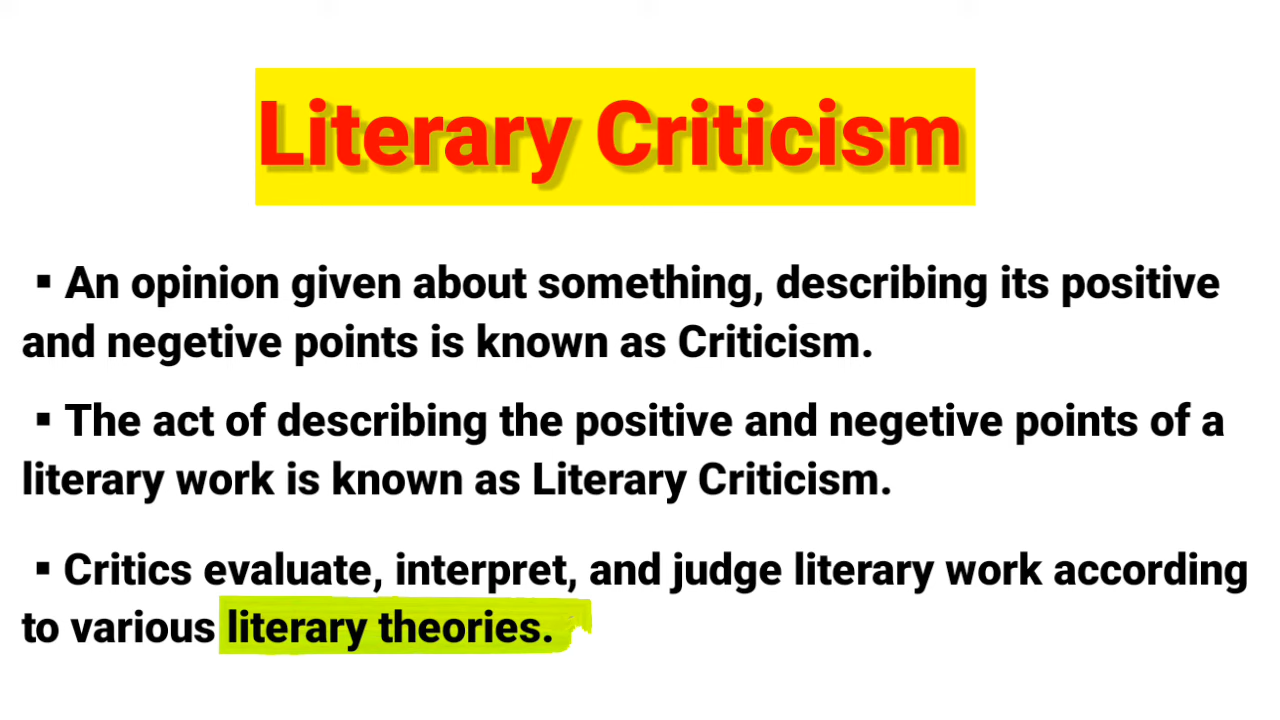 Literary Criticism
▪ An opinion given about something, describing its positive
and negetive points is known as Criticism.
▪ The act of describing the positive and negetive points of a
literary work is known as Literary Criticism.
▪ Critics evaluate, interpret, and judge literary work according
to various literary theories.